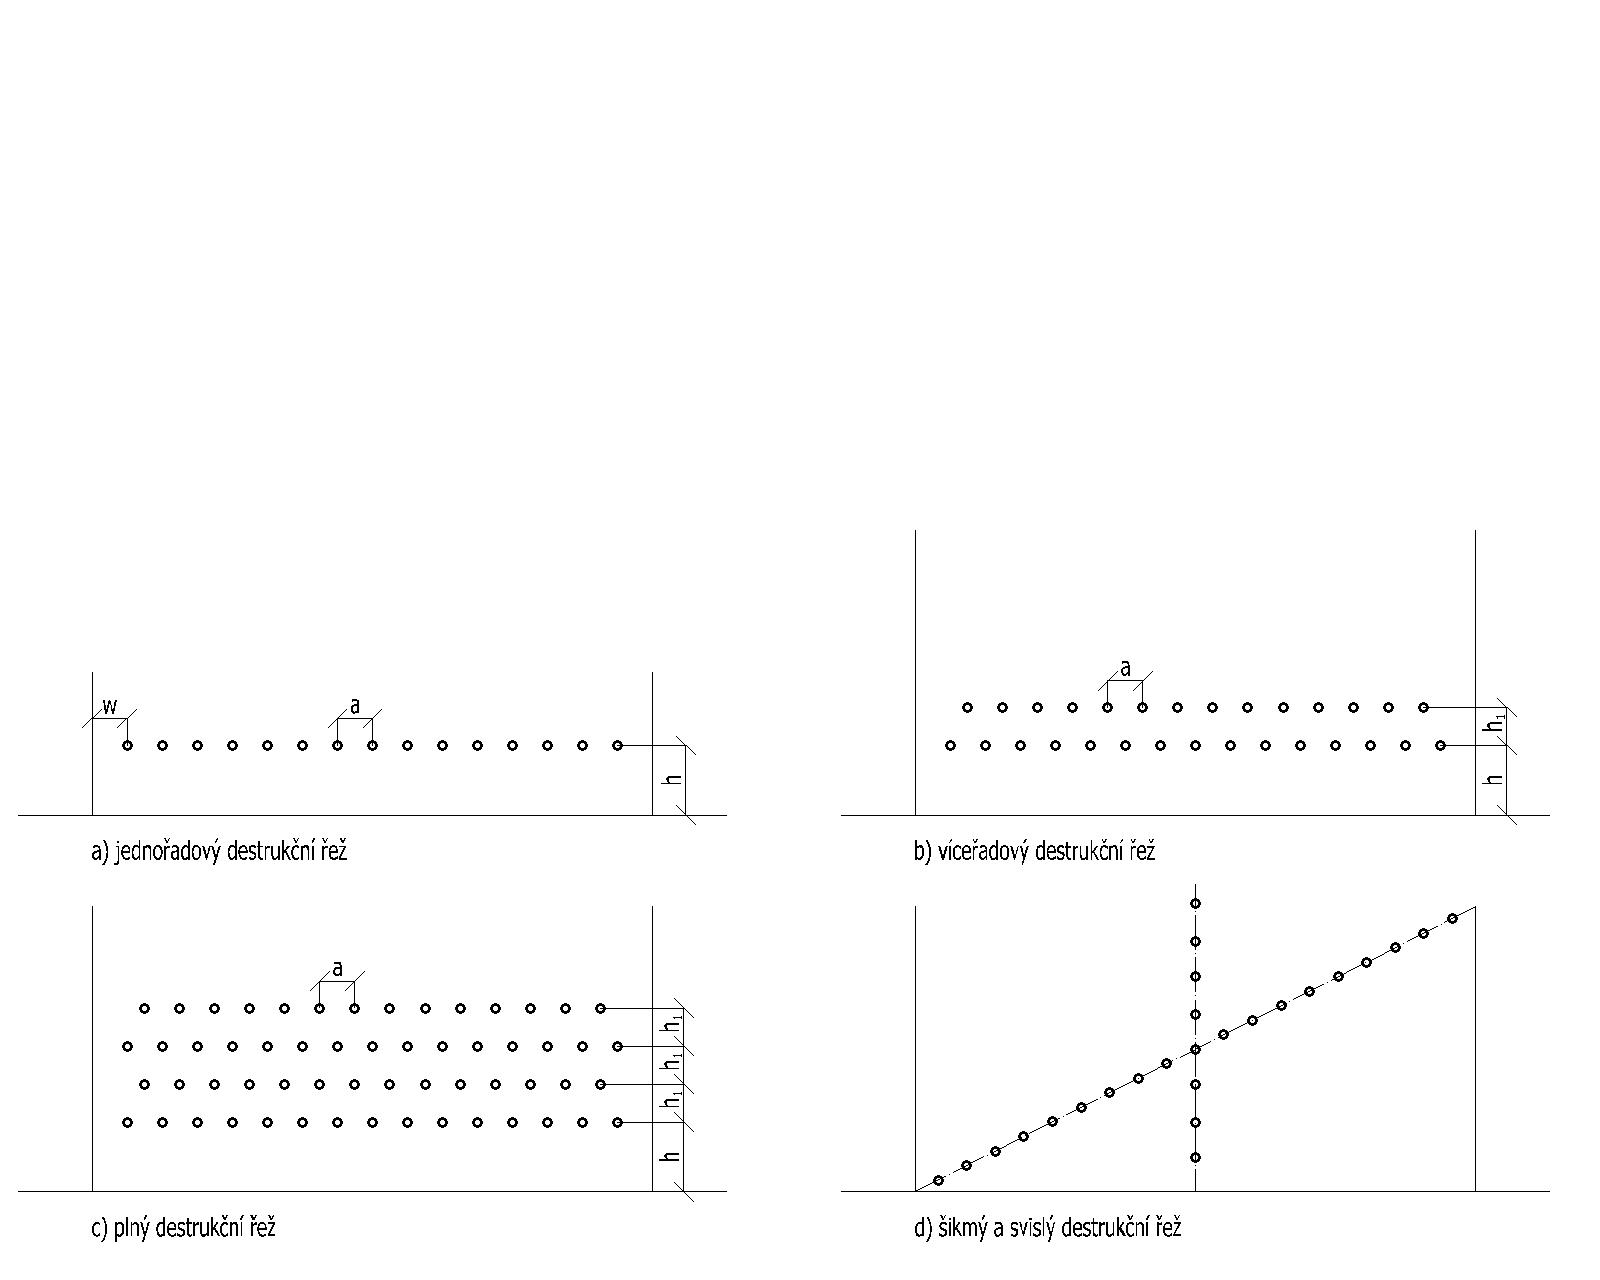 w
a
h
a) jednořadový destrukční řež
a
h₁
h
b) víceřadový destrukční řež
a
h₁
h₁
h₁
h
c) plný destrukční řež
d) šikmý a svislý destrukční řež